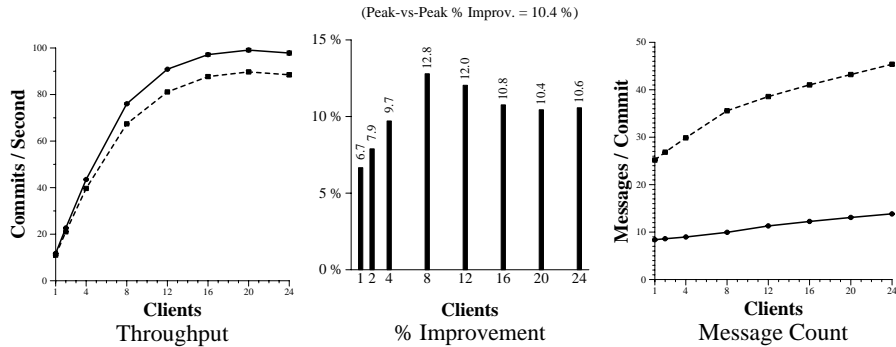 (Peak-vs-Peak % Improv. = 10.4 %)
Commits / Second
100
80
60
40
20
0
1 4 8 12 16 20 24
Clients
Throughput
15 %
10 %
5 %
0 %
6.7 7.9 9.7 12.8 12.0 10.8 10.4 10.6
1 2 4 8 12 16 20 24
Clients
% Improvement
Messages / Commit
50
40
30
20
10
0
1 4 8 12 16 20 24
Clients
Message Count